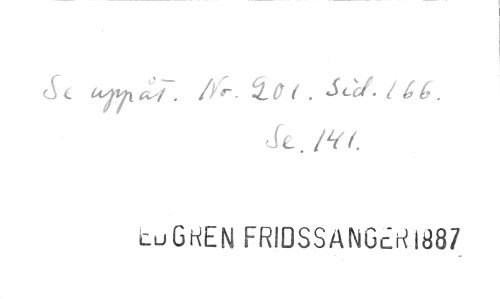 Se uppåt. No. 201. Sid. 166.
Se. 141.
EDGREN FRIDSSANGER 1887